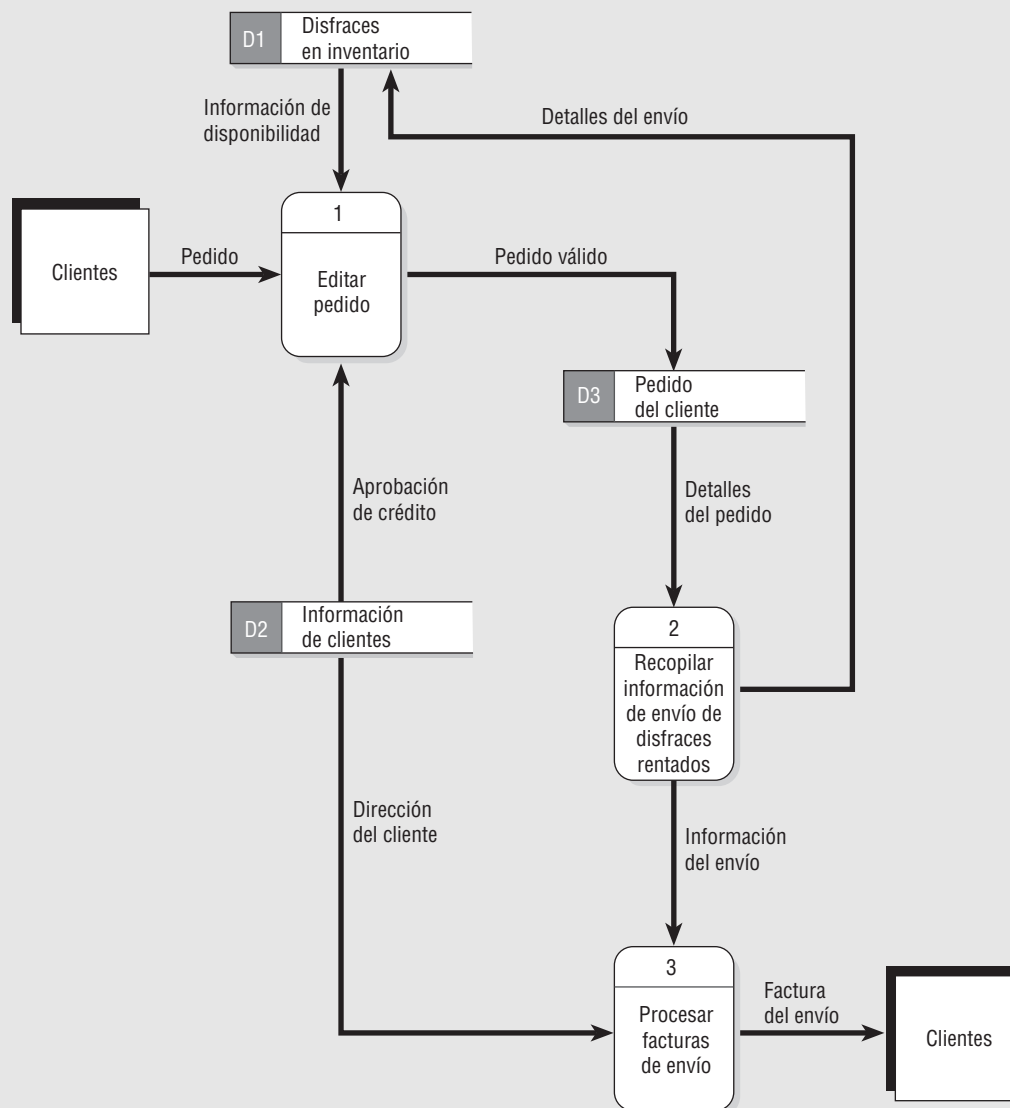 D1
Disfraces
en inventario
Información de
disponibilidad
Detalles del envío
Clientes
Pedido
1
Editar
pedido
Pedido válido
D3
Pedido
del cliente
Aprobación
de crédito
Detalles
del pedido
D2
Información
de clientes
2
Recopilar
información
de envío de
disfraces
rentados
Dirección
del cliente
Información
del envío
3
Procesar
facturas
de envío
Factura
del envío
Clientes